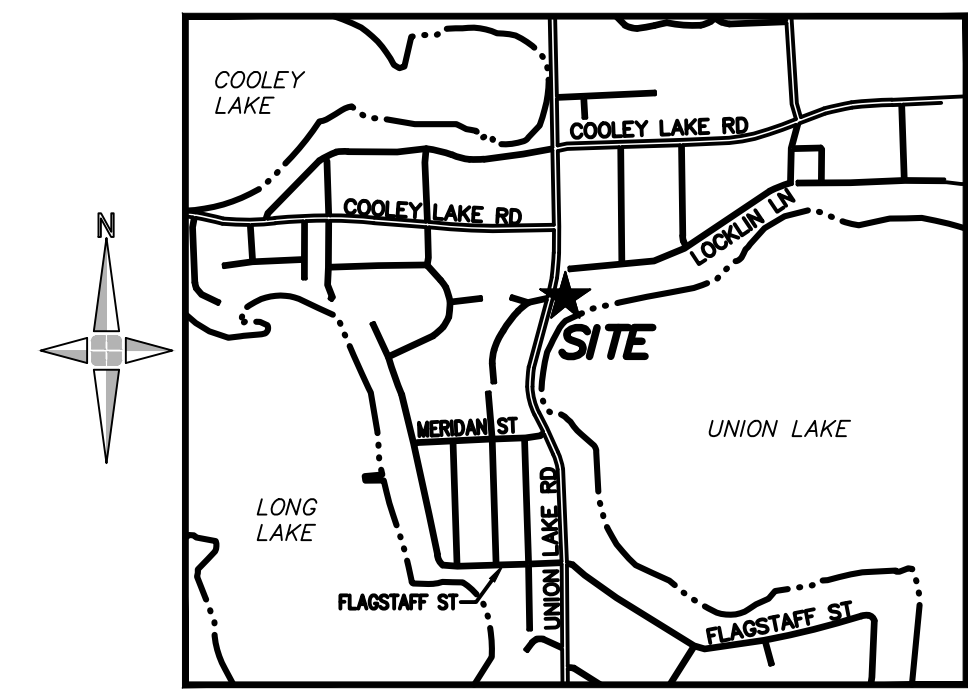 COOLEY
LAKE
COOLEY LAKE RD
COOLEY LAKE RD
LOCKLIN LN
N
SITE
MERIDAN ST
UNION LAKE
UNION LAKE RD
LONG
LAKE
FLAGSTAFF ST
FLAGSTAFF ST